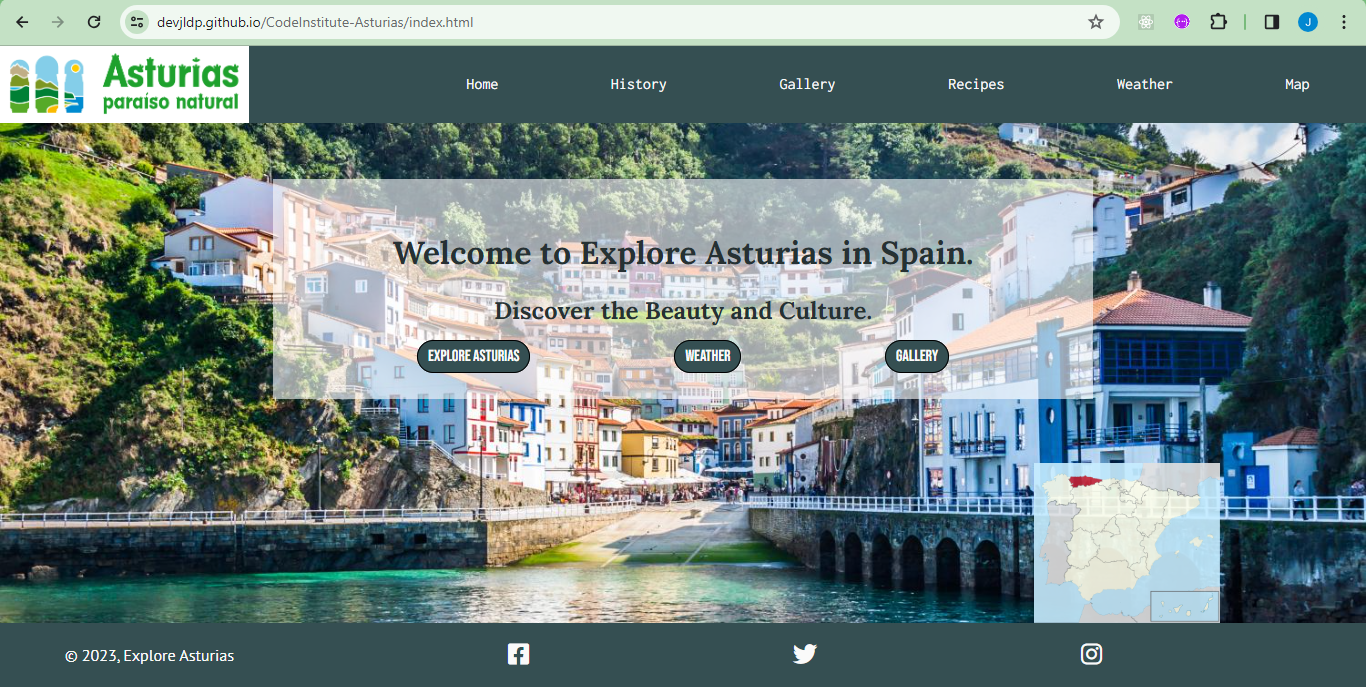 devjldp.github.io/CodeInstitute-Asturias/index.html
J
Asturias
paraíso natural
Home History Gallery Recipes Weather Map
Welcome to Explore Asturias in Spain.
Discover the Beauty and Culture.
EXPLORE ASTURIAS WEATHER GALLERY
© 2023, Explore Asturias